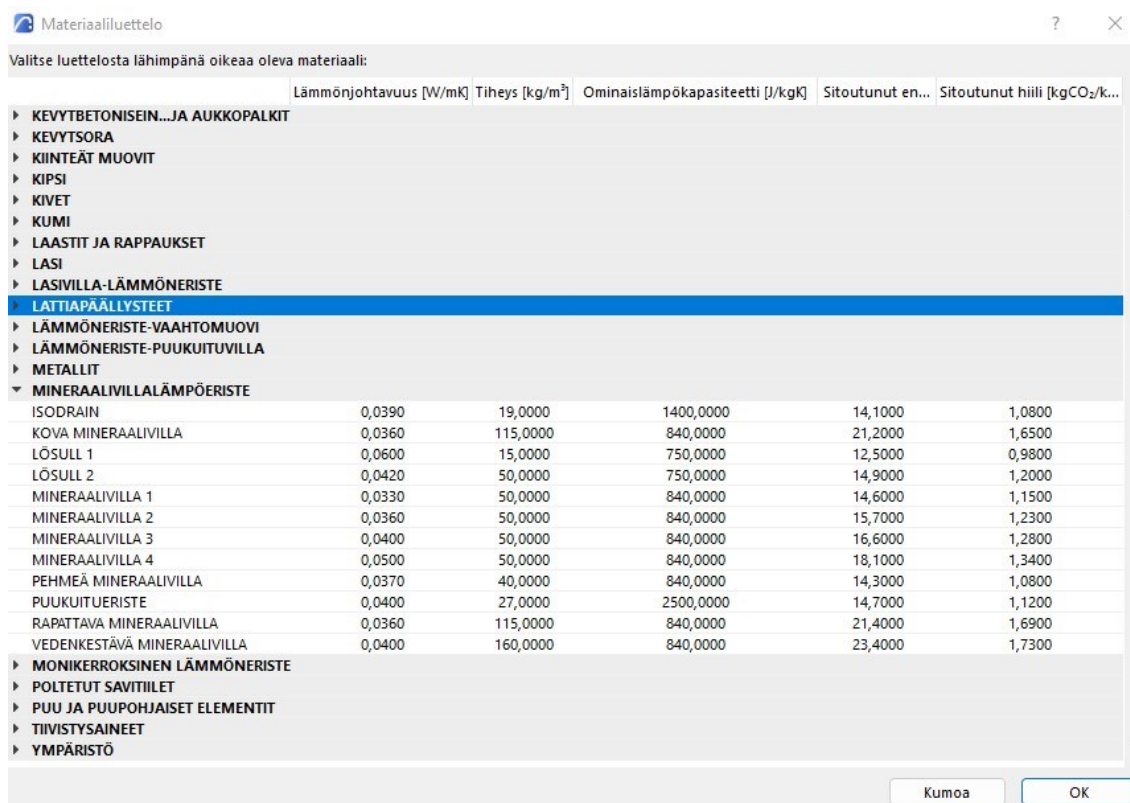 Materiaaliluettelo
Valitse luettelosta lähimpänä oikeaa oleva materiaali:
Lämmönjohtavuus [W/mK] Tiheys [kg/m³] Ominaislämpökapasiteetti [J/kgK] Sitoutunut en... Sitoutunut hiili [kgCO₂/k...
KEVYTBETONISEIN...JA AUKKOPALKIT
KEVYTSORA
KIINTEÄT MUOVIT
KIPSI
KIVET
KUMI
LAASTIT JA RAPPAUKSET
LASI
LASIVILLA-LÄMMÖNERISTE
LATTIAPÄÄLLYSTEET
LÄMMÖNERISTE-VAAHTOMUOVI
LÄMMÖNERISTE-PUUKUITUVILLA
METALLIT
MINERAALIVILLALÄMPÖERISTE
ISODRAIN 0,0390 19,0000 1400,0000 14,1000 1,0800
KOVA MINERAALIVILLA 0,0360 115,0000 840,0000 21,2000 1,6500
LÖSULL 1 0,0600 15,0000 750,0000 12,5000 0,9800
LÖSULL 2 0,0420 50,0000 750,0000 14,9000 1,2000
MINERAALIVILLA 1 0,0330 50,0000 840,0000 14,6000 1,1500
MINERAALIVILLA 2 0,0360 50,0000 840,0000 15,7000 1,2300
MINERAALIVILLA 3 0,0400 50,0000 840,0000 16,6000 1,2800
MINERAALIVILLA 4 0,0500 50,0000 840,0000 18,1000 1,3400
PEHMEÄ MINERAALIVILLA 0,0370 40,0000 840,0000 14,3000 1,0800
PUUKUITUERISTE 0,0400 27,0000 2500,0000 14,7000 1,1200
RAPATTAVA MINERAALIVILLA 0,0360 115,0000 840,0000 21,4000 1,6900
VEDENKESTÄVÄ MINERAALIVILLA 0,0400 160,0000 840,0000 23,4000 1,7300
MONIKERROKSINEN LÄMMÖNERISTE
POLTETUT SAVITIILET
PUU JA PUUPOHJAISET ELEMENTIT
TIIVISTYSAINEET
YMPÄRISTÖ
Kumoa OK